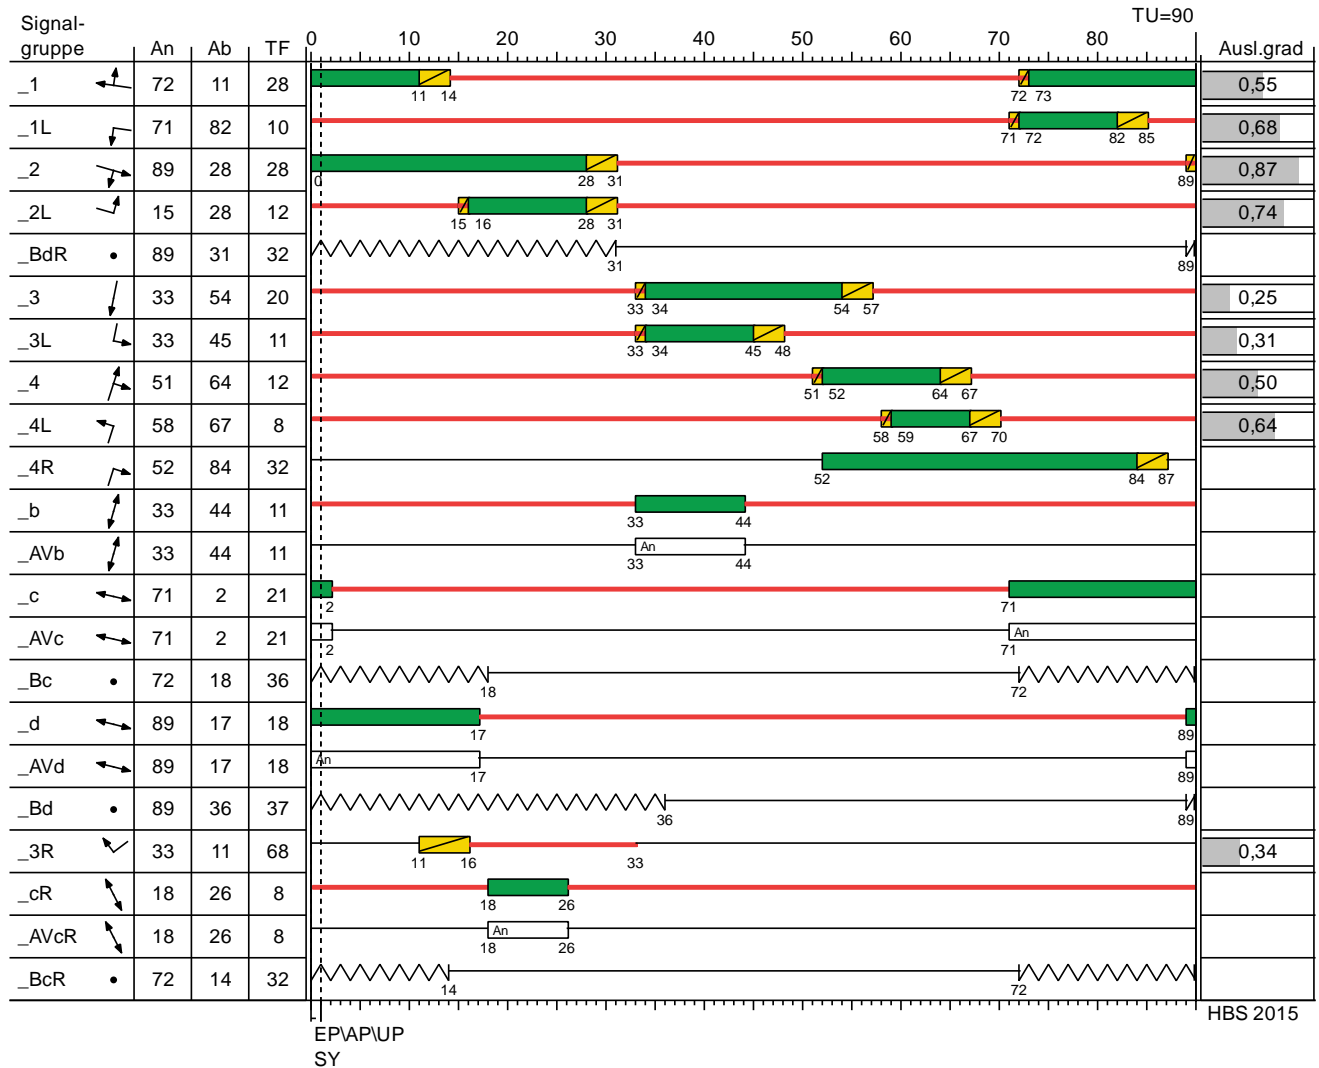 TU=90
Signal-
gruppe An Ab TF 0 10 20 30 40 50 60 70 80 Ausl.grad
_1 72 11 28 0,55
11 14 72 73
_1L 71 82 10 0,68
71 72 82 85
_2 89 28 28 0,87
0 28 31 89
_2L 15 28 12 0,74
15 16 28 31
_BdR 89 31 32
31 89
_3 33 54 20 0,25
33 34 54 57
_3L 33 45 11 0,31
33 34 45 48
_4 51 64 12 0,50
51 52 64 67
_4L 58 67 8 0,64
58 59 67 70
_4R 52 84 32
52 84 87
_b 33 44 11
33 44
_AVb 33 44 11 An
33 44
_c 71 2 21
2 71
_AVc 71 2 21 An
2 71
_Bc 72 18 36
18 72
_d 89 17 18
17 89
_AVd 89 17 18 An
17 89
_Bd 89 36 37
36 89
_3R 33 11 68 0,34
11 16 33
_cR 18 26 8
18 26
_AVcR 18 26 8 An
18 26
_BcR 72 14 32
14 72
HBS 2015
EP\AP\UP
SY